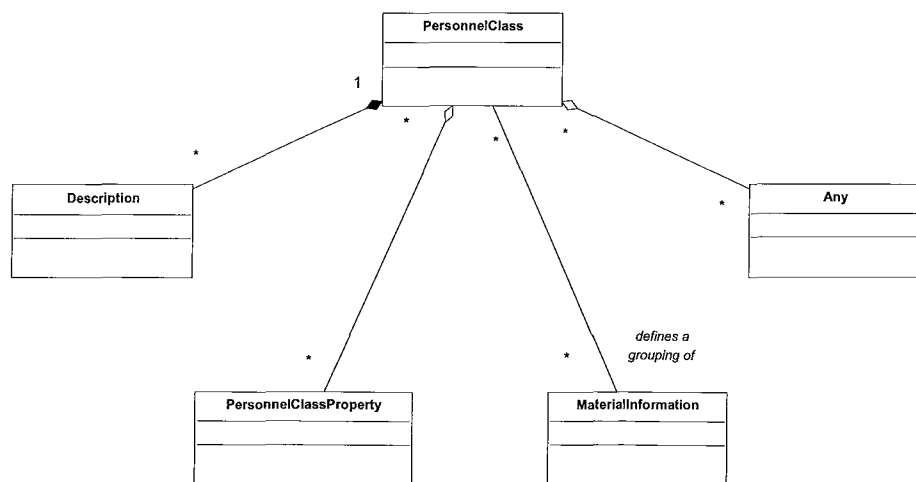 PersonnelClass
1
*
*
*
*
Description
*
Any
*
defines a
grouping of
*
*
PersonnelClassProperty
MaterialInformation